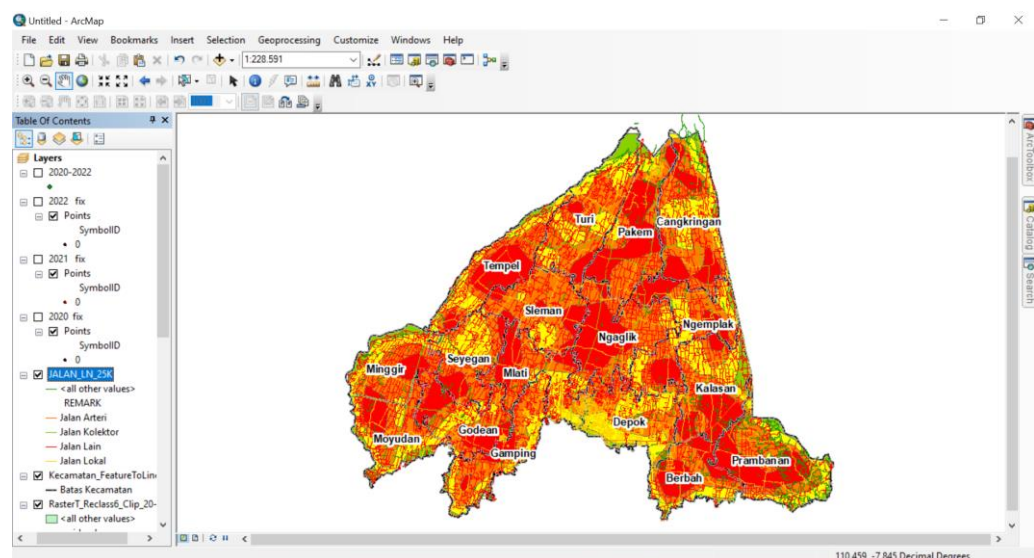 Untitled - ArcMap
File Edit View Bookmarks Insert Selection Geoprocessing Customize Windows Help
1:228.591
Table Of Contents
Layers
2020-2022
2022 fix
Points
SymbolID
0
2021 fix
Points
SymbolID
0
2020 fix
Points
SymbolID
0
JALAN_LN_25K
<all other values>
REMARK
Jalan Arteri
Jalan Kolektor
Jalan Lain
Jalan Lokal
Kecamatan_FeatureToLin
Batas Kecamatan
RasterT_Reclass6_Clip_20-
<all other values>
Turi
Cangkringan
Pakem
Tempel
Sleman
Ngemplak
Ngaglik
Seyegan
Minggir
Mlati
Kalasan
Depok
Godean
Moyudan
Gamping
Prambanan
Berbah
ArcToolbox
Catalog
Search
110,459 -7,845 Decimal Degrees